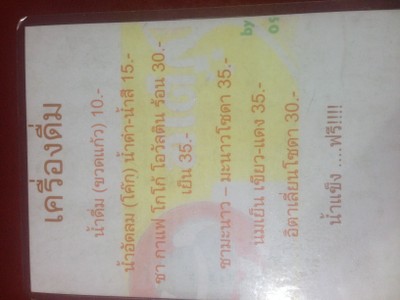 เครื่องดื่ม
น้ำดื่ม (ขวดแก้ว) 10.-
น้ำอัดลม (โค๊ก) น้ำดำ-น้ำสี 15.-
ชา กาแฟ โกโก้ โอวัลติน ร้อน 30.-
เย็น 35.-
ชามะนาว – มะนาวโซดา 35.-
นมเย็น เขียว-แดง 35.-
อิตาเลี่ยนโซดา 30.-
น้ำแข็ง ....ฟรี!!!!
by